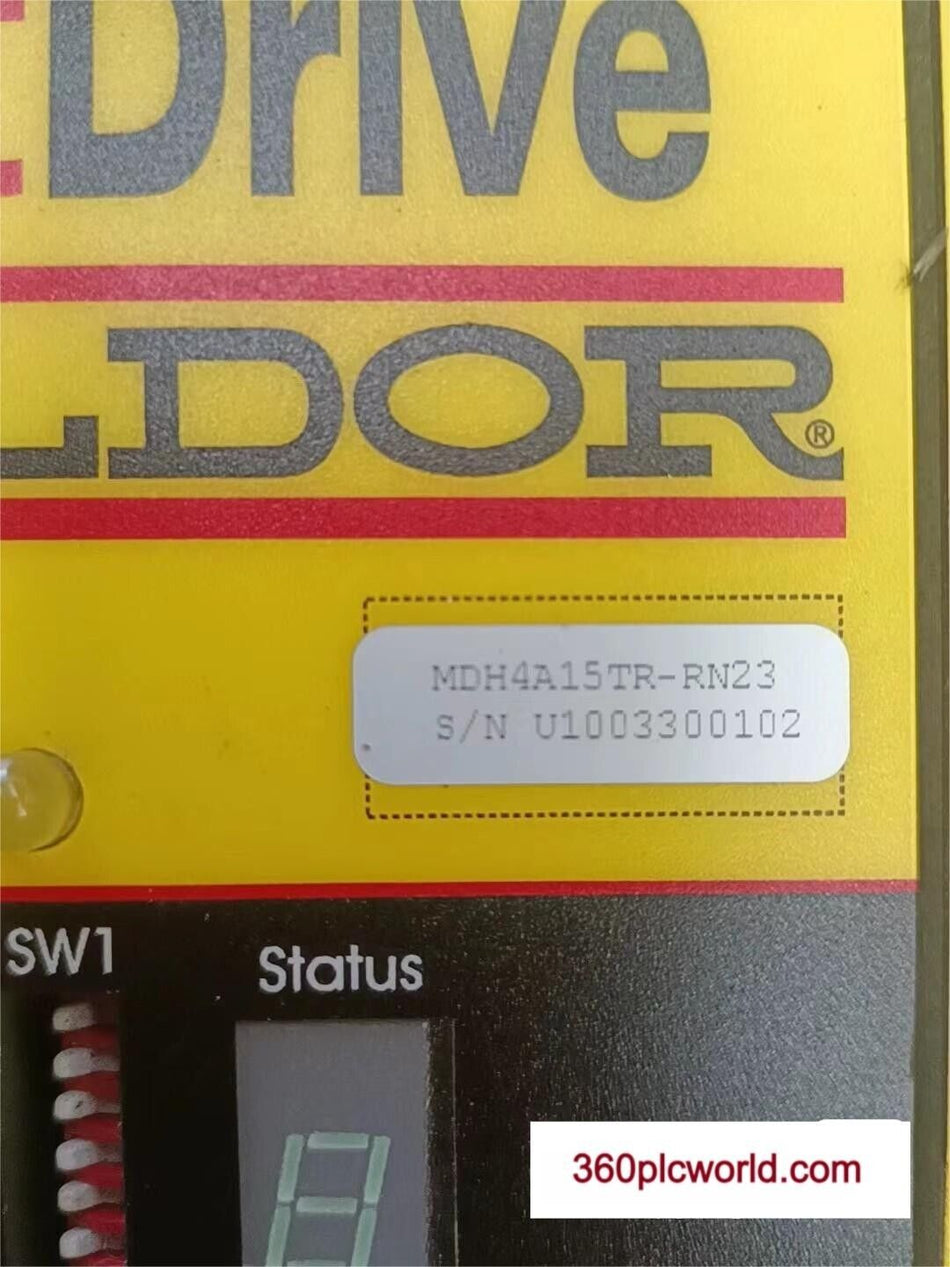 Drive
LDOR®
MDH4A15TR-RN23
S/N U1003300102
SW1
Status
360plcworld.com